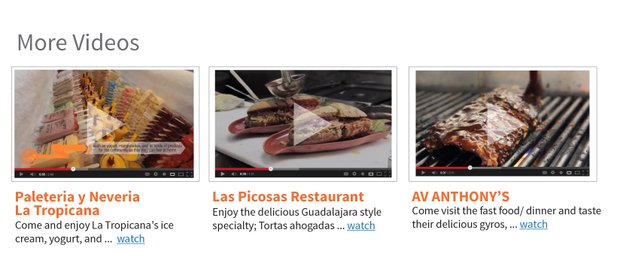 More Videos
Paleteria y Neveria
La Tropicana
Come and enjoy La Tropicana's ice
cream, yogurt, and ... watch
Las Picosas Restaurant
Enjoy the delicious Guadalajara style
specialty; Tortas ahogadas ... watch
AV ANTHONY'S
Come visit the fast food/ dinner and taste
their delicious gyros, ... watch